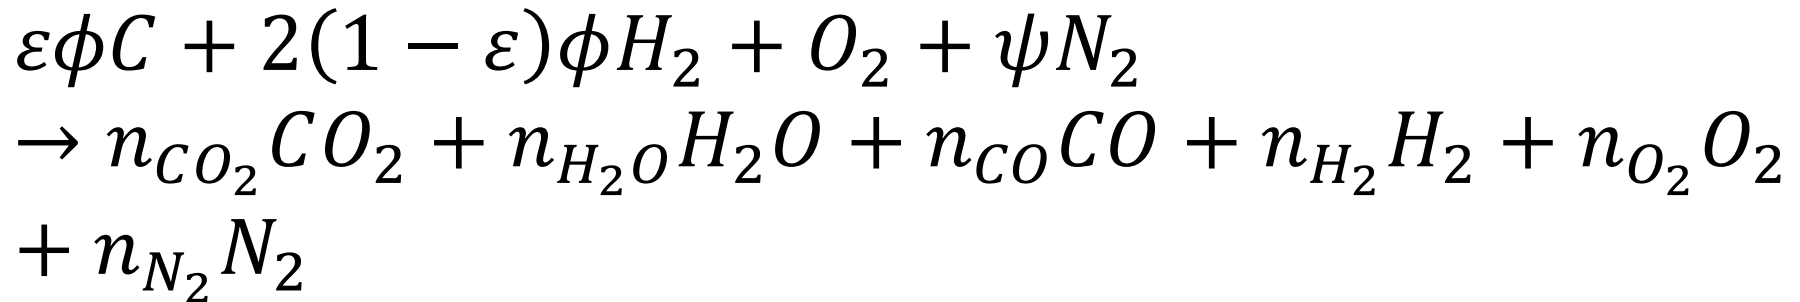 εϕC + 2(1 − ε)ϕH₂ + O₂ + ψN₂
→ n_{CO₂}CO₂ + n_{H₂O}H₂O + n_{CO}CO + n_{H₂}H₂ + n_{O₂}O₂
+ n_{N₂}N₂